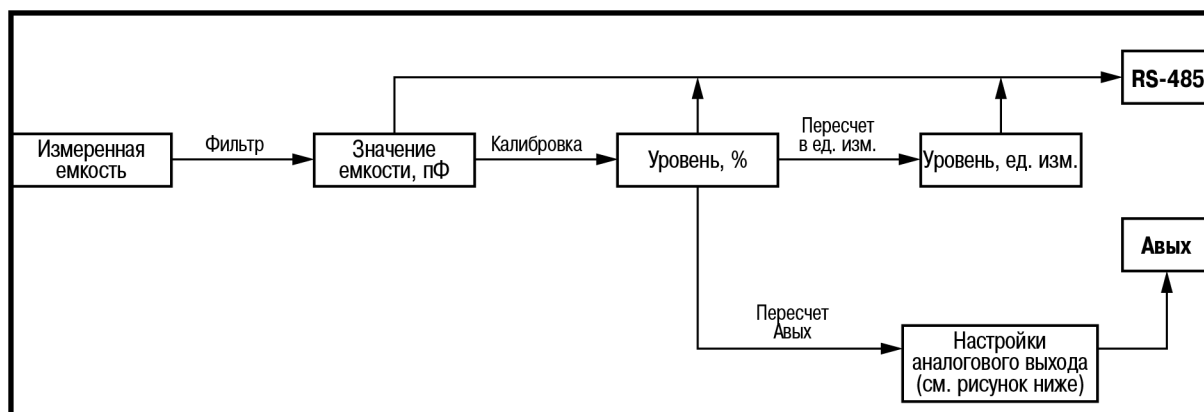 RS-485
Измеренная
емкость
Фильтр
Значение
емкости, пФ
Калибровка
Уровень, %
Пересчет
в ед. изм.
Уровень, ед. изм.
Авых
Пересчет
Авых
Настройки
аналогового выхода
(см. рисунок ниже)